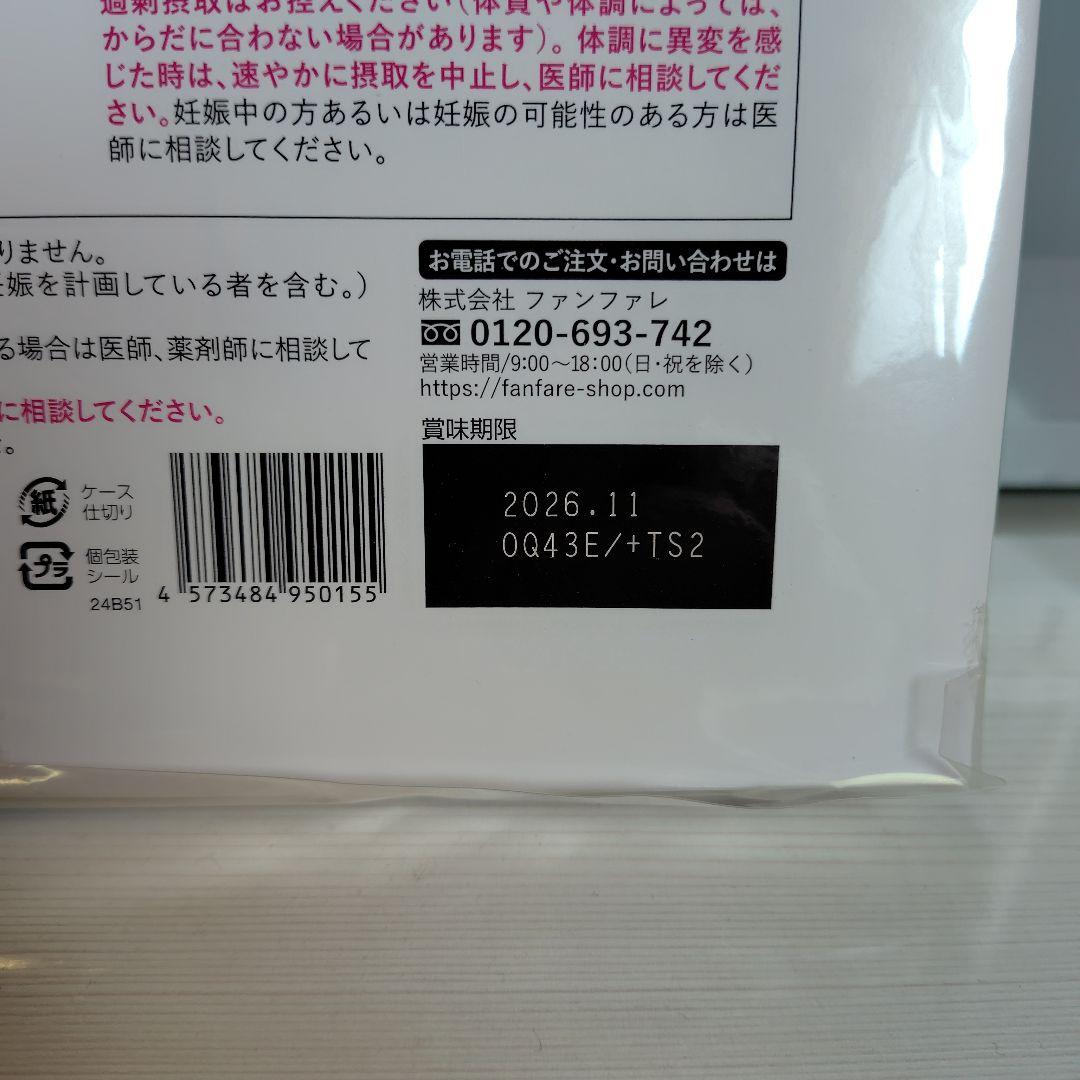 過剰摂取はお控えください（体質や体調によっては、
からだに合わない場合があります）。体調に異変を感
じた時は、速やかに摂取を中止し、医師に相談してくだ
さい。妊娠中の方あるいは妊娠の可能性のある方は医
師に相談してください。
りません。
妊娠を計画している者を含む。）
る場合は医師、薬剤師に相談して
に相談してください。
。
お電話でのご注文・お問い合わせは
株式会社 ファンファレ
0120-693-742
営業時間/9:00～18:00（日・祝を除く）
https://fanfare-shop.com
賞味期限
2026.11
0Q43E/+TS2
紙
ケース
仕切り
プラ
個包装
シール
24B51
4 573484 950155